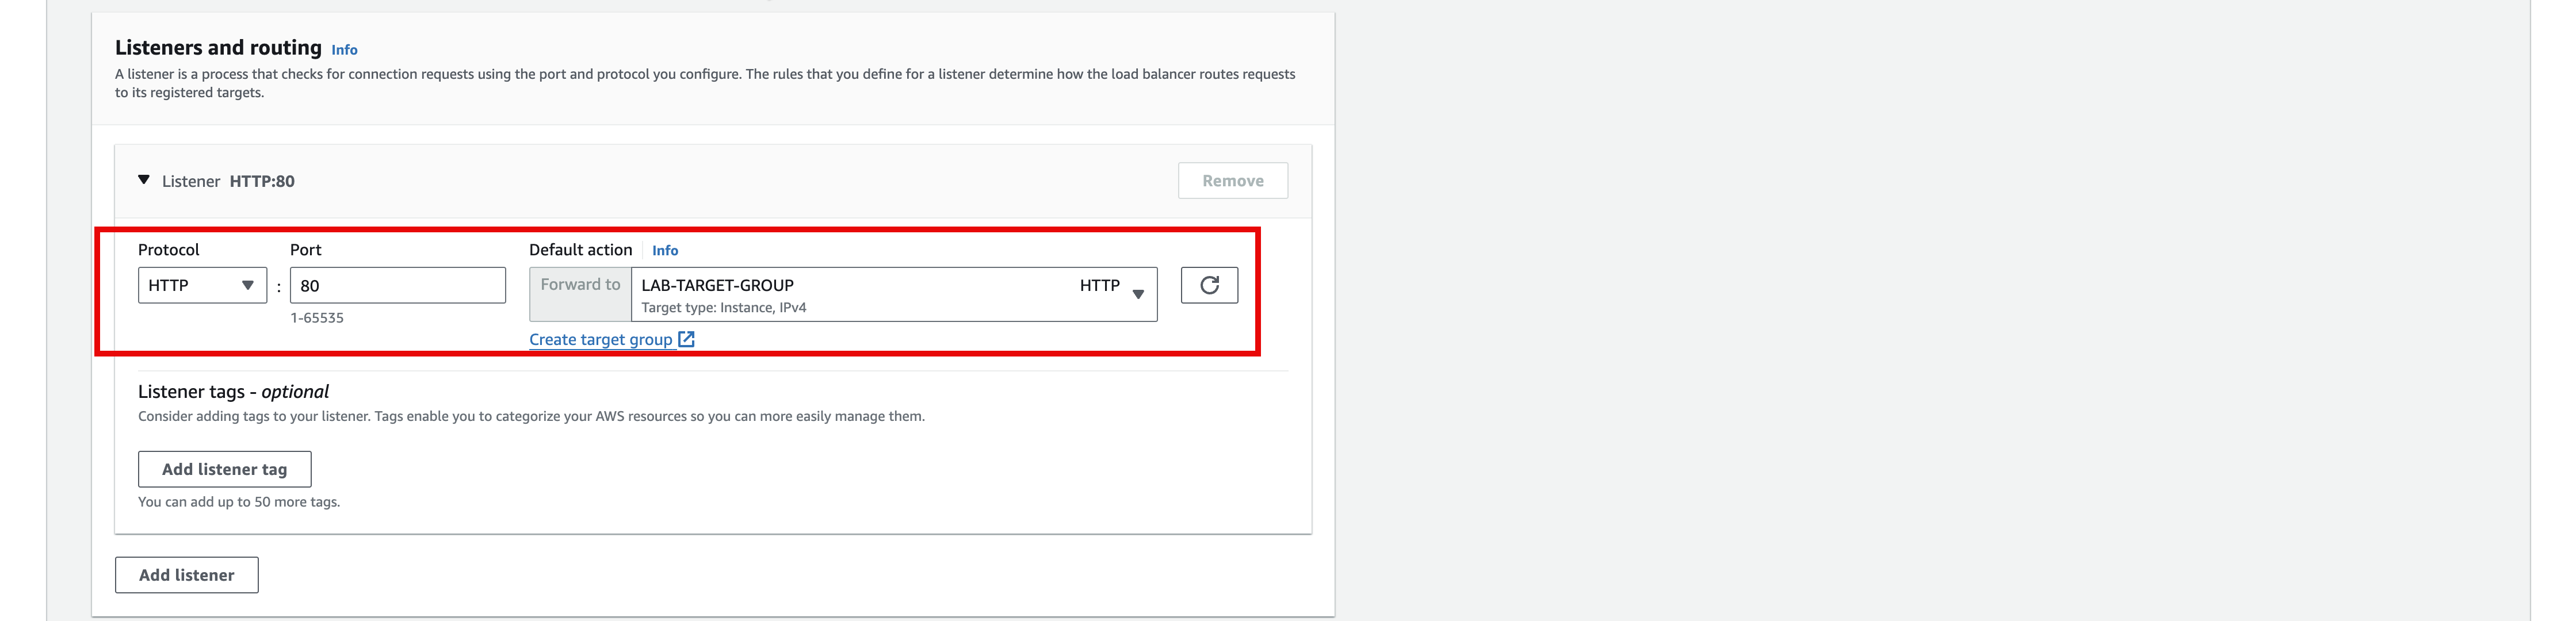 Listeners and routing Info
A listener is a process that checks for connection requests using the port and protocol you configure. The rules that you define for a listener determine how the load balancer routes requests
to its registered targets.
Listener HTTP:80
Remove
Protocol Port Default action Info
HTTP : 80 Forward to LAB-TARGET-GROUP HTTP
1-65535 Target type: Instance, IPv4
Create target group
Listener tags - optional
Consider adding tags to your listener. Tags enable you to categorize your AWS resources so you can more easily manage them.
Add listener tag
You can add up to 50 more tags.
Add listener